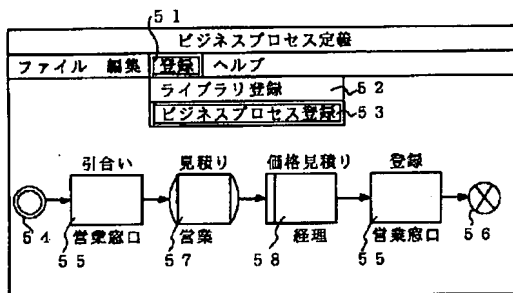 51
ビジネスプロセス定義
ファイル 編集 登録 ヘルプ
ライブラリ登録 52
ビジネスプロセス登録 53
引合い 見積り 価格見積り 登録
54 55 営業窓口 57 営業 58 経理 55 営業窓口 56